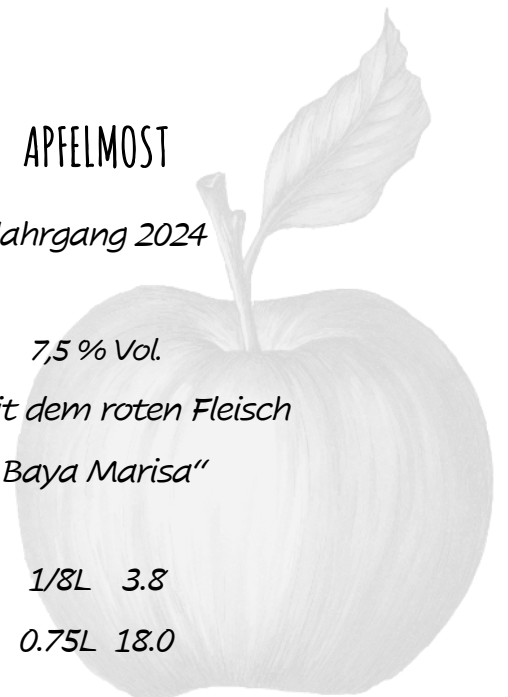 APFELMOST
Jahrgang 2024
7,5 % Vol.
dem roten Fleisch
Baya Marisa“
1/8L 3.8
0.75L 18.0